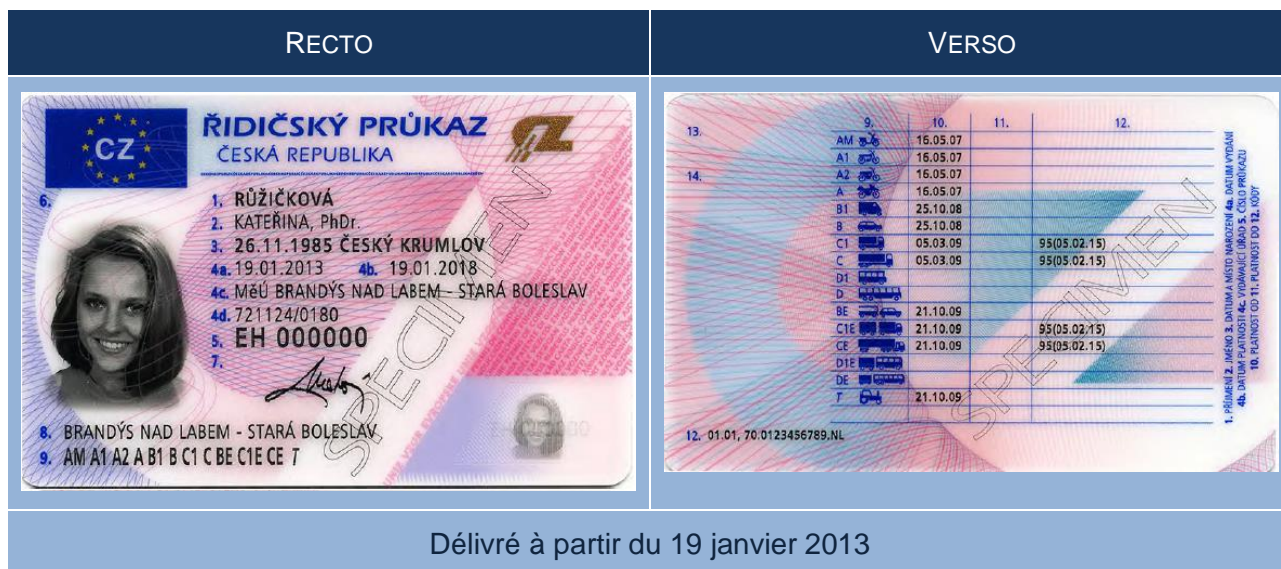 RECTO
VERSO
CZ
ŘIDIČSKÝ PRŮKAZ
CZ
ČESKÁ REPUBLIKA
6.
1. RŮŽIČKOVÁ
2. KATEŘINA, PhDr.
3. 26.11.1985 ČESKÝ KRUMLOV
4a. 19.01.2013 4b. 19.01.2018
4c. MěÚ BRANDÝS NAD LABEM - STARÁ BOLESLAV
4d. 721124/0180
5. EH 000000
7.
SPECIMEN
8. BRANDÝS NAD LABEM - STARÁ BOLESLAV
9. AM A1 A2 A B1 B C1 C BE C1E CE T
9. 10. 11. 12.
13.
AM 16.05.07
A1 16.05.07
14.
A2 16.05.07
A 16.05.07
B1 25.10.08
B 25.10.08
C1 05.03.09 95(05.02.15)
C 05.03.09 95(05.02.15)
D1
D
BE 21.10.09
C1E 21.10.09 95(05.02.15)
CE 21.10.09 95(05.02.15)
D1E
DE
T 21.10.09
12. 01.01, 70.0123456789.NL
SPECIMEN
1. PŘÍJMENÍ 2. JMÉNO 3. DATUM A MÍSTO NAROZENÍ 4a. DATUM VYDÁNÍ
4b. DATUM PLATNOSTI 4c. VYDÁVAJÍCÍ ÚŘAD 5. ČÍSLO PRŮKAZU
10. PLATNOST OD 11. PLATNOST DO 12. KÓDY
Délivré à partir du 19 janvier 2013